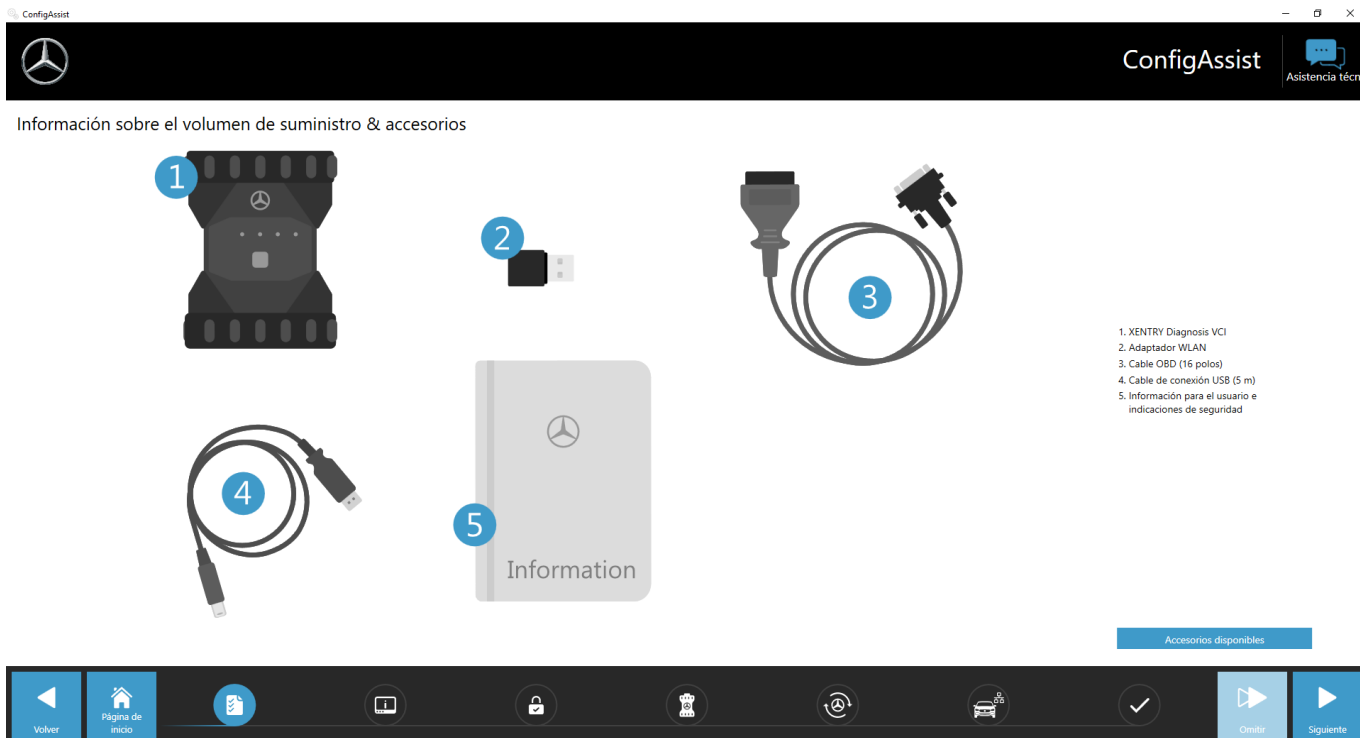 ConfigAssist
ConfigAssist
Asistencia técn
Información sobre el volumen de suministro & accesorios
1
2
3
4
5
Information
1. XENTRY Diagnosis VCI
2. Adaptador WLAN
3. Cable OBD (16 polos)
4. Cable de conexión USB (5 m)
5. Información para el usuario e
indicaciones de seguridad
Accesorios disponibles
Volver
Página de
inicio
Omitir
Siguiente